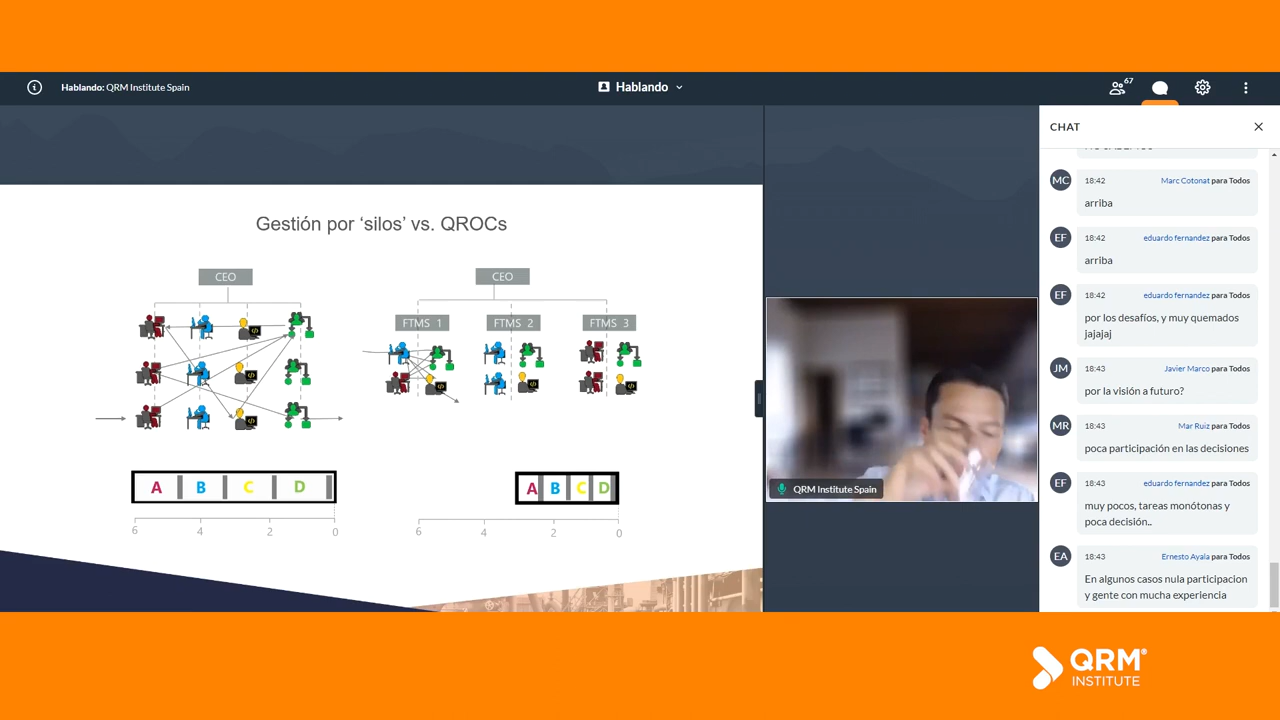 Hablando: QRM Institute Spain
Hablando
67
CHAT
Gestión por ‘silos’ vs. QROCs
CEO
CEO
FTMS 1
FTMS 2
FTMS 3
A B C D
A B C D
6 4 2 0
6 4 2 0
QRM Institute Spain
MC
18:42 Marc Cotonat para Todos
arriba
EF
18:42 eduardo fernandez para Todos
arriba
EF
18:42 eduardo fernandez para Todos
por los desafíos, y muy quemados
jajajaj
JM
18:43 Javier Marco para Todos
por la visión a futuro?
MR
18:43 Mar Ruiz para Todos
poca participación en las decisiones
EF
18:43 eduardo fernandez para Todos
muy pocos, tareas monótonas y
poca decisión..
EA
18:43 Ernesto Ayala para Todos
En algunos casos nula participacion
y gente con mucha experiencia
QRM®
INSTITUTE